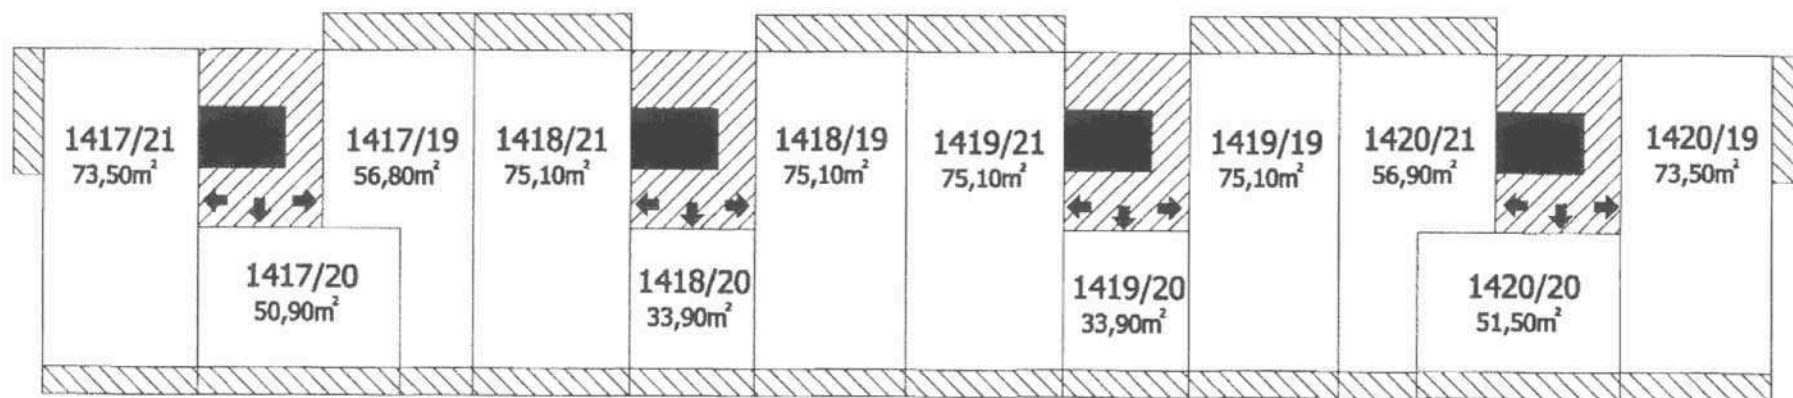 1417/21
73,50m²
1417/19
56,80m²
1418/21
75,10m²
1418/19
75,10m²
1419/21
75,10m²
1419/19
75,10m²
1420/21
56,90m²
1420/19
73,50m²
1417/20
50,90m²
1418/20
33,90m²
1419/20
33,90m²
1420/20
51,50m²